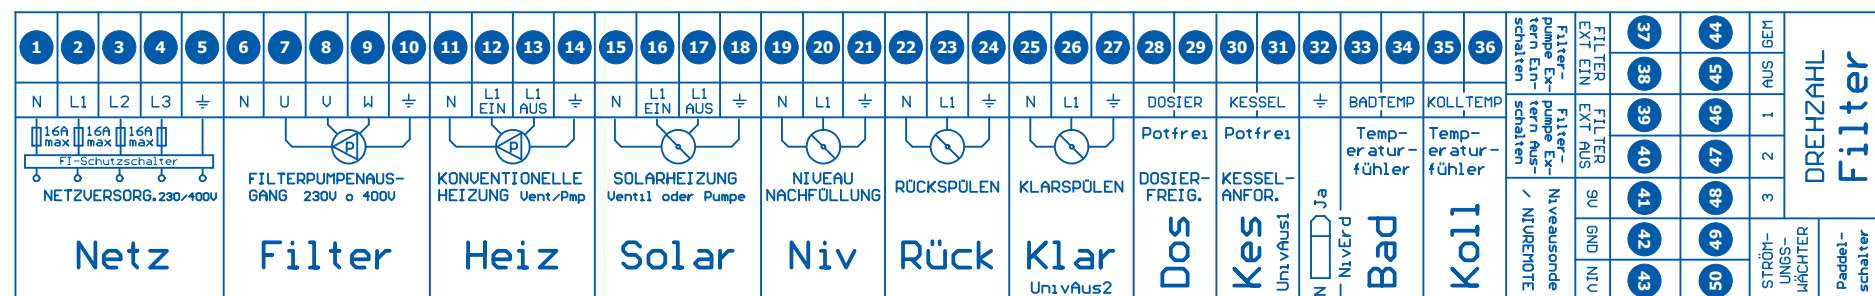 1 2 3 4 5 6 7 8 9 10 11 12 13 14 15 16 17 18 19 20 21 22 23 24 25 26 27 28 29 30 31 32 33 34 35 36
N L1 L2 L3 N U V W N L1 EIN L1 AUS N L1 EIN L1 AUS N L1 N L1 N L1 DOSIER KESSEL BADTEMP KOLLTEMP
16A max 16A max 16A max
FI-Schutzschalter
NETZVERSORG.230/400V
Netz
P
FILTERPUMPENAUS-
GANG 230V o 400V
Filter
P
KONVENTIONELLE
HEIZUNG Vent/Pmp
Heiz
SOLARHEIZUNG
Ventil oder Pumpe
Solar
NIVEAU
NACHFÜLLUNG
Niv
RÜCKSPÜLEN
Rück
KLARSPÜLEN
Klar
UnivAus2
Potfrei
DOSIER-
FREIG.
Dos
Potfrei
KESSEL-
ANFOR.
Kes
UnivAus1
N Ja
NivErd
Temp-
eratur-
fühler
Bad
Temp-
eratur-
fühler
Koll
Filter-
pumpe Ex-
tern Ein-
schalten
FILTER
EXT EIN
37
38
Filter-
pumpe Ex-
tern Aus-
schalten
FILTER
EXT AUS
39
40
Niveausonde
/ NIVREMOTE
9V
GND
NIV
41
42
43
44
45
46
47
48
49
50
GEM
AUS
1
2
3
DREHZAHL
Filter
STRÖM-
UNGS-
WÄCHTER
Paddel-
schalter